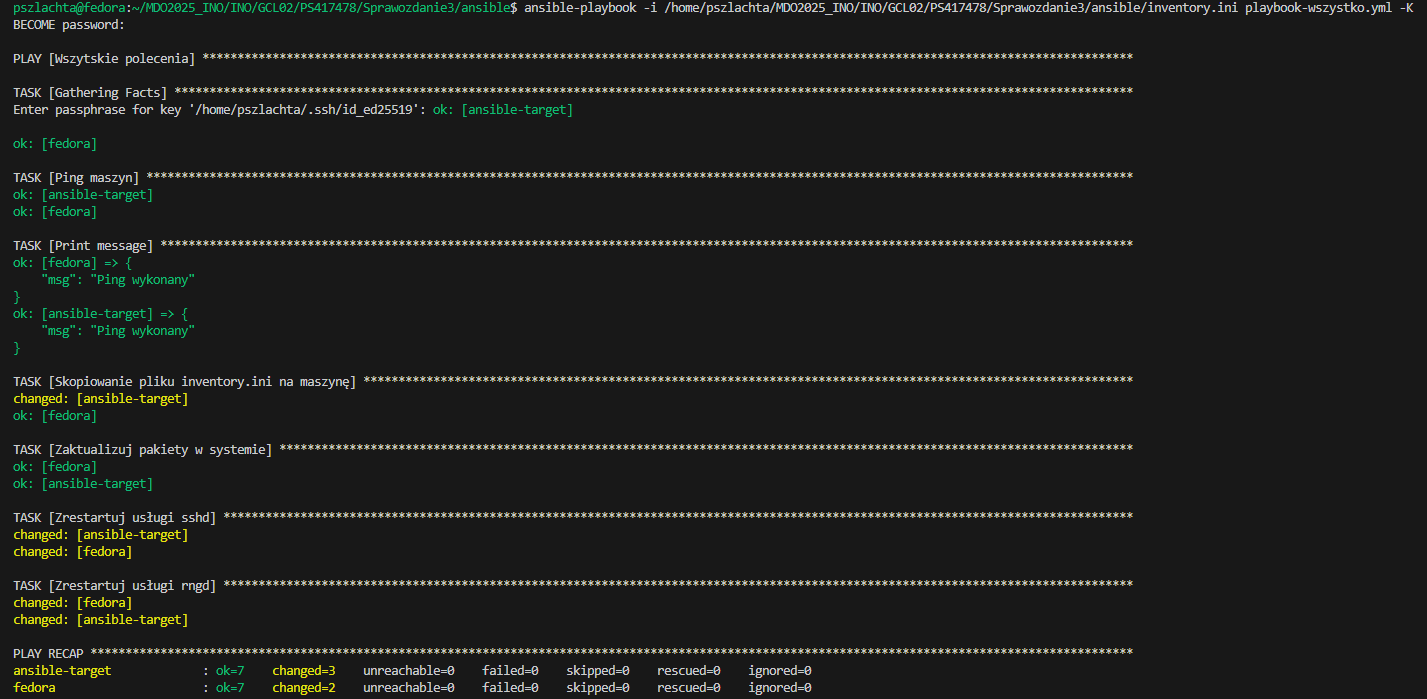 pszlachta@fedora:~/MDO2025_INO/INO/GCL02/PS417478/Sprawozdanie3/ansible$ ansible-playbook -i /home/pszlachta/MDO2025_INO/INO/GCL02/PS417478/Sprawozdanie3/ansible/inventory.ini playbook-wszystko.yml -K
BECOME password:
PLAY [Wszytskie polecenia] *************************************************************************************************************************************
TASK [Gathering Facts] *****************************************************************************************************************************************
Enter passphrase for key '/home/pszlachta/.ssh/id_ed25519': ok: [ansible-target]
ok: [fedora]
TASK [Ping maszyn] *********************************************************************************************************************************************
ok: [ansible-target]
ok: [fedora]
TASK [Print message] *******************************************************************************************************************************************
ok: [fedora] => {
    "msg": "Ping wykonany"
}
ok: [ansible-target] => {
    "msg": "Ping wykonany"
}
TASK [Skopiowanie pliku inventory.ini na maszynę] **************************************************************************************************************
changed: [ansible-target]
ok: [fedora]
TASK [Zaktualizuj pakiety w systemie] **************************************************************************************************************************
ok: [fedora]
ok: [ansible-target]
TASK [Zrestartuj usługi sshd] **********************************************************************************************************************************
changed: [ansible-target]
changed: [fedora]
TASK [Zrestartuj usługi rngd] **********************************************************************************************************************************
changed: [fedora]
changed: [ansible-target]
PLAY RECAP *****************************************************************************************************************************************************
ansible-target             : ok=7    changed=3    unreachable=0    failed=0    skipped=0    rescued=0    ignored=0
fedora                     : ok=7    changed=2    unreachable=0    failed=0    skipped=0    rescued=0    ignored=0